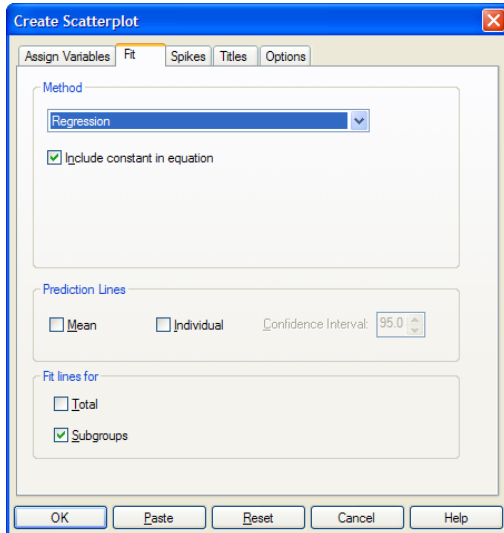 Create Scatterplot
Assign Variables Fit Spikes Titles Options
Method
Regression
Include constant in equation
Prediction Lines
Mean Individual Confidence Interval: 95.0
Fit lines for
Total
Subgroups
OK Paste Reset Cancel Help